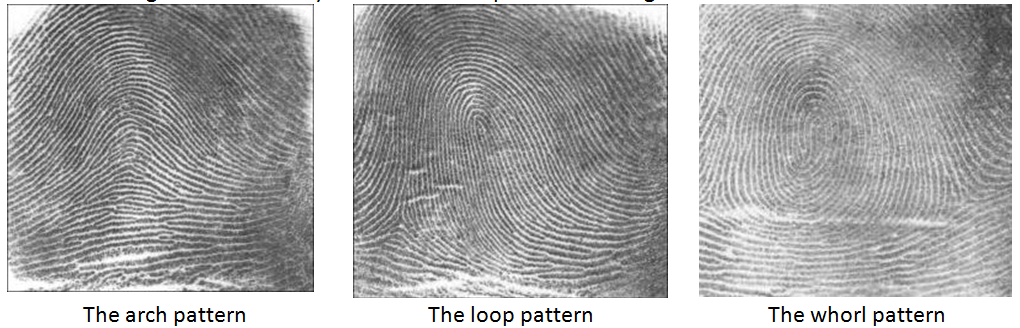 The arch pattern
The loop pattern
The whorl pattern